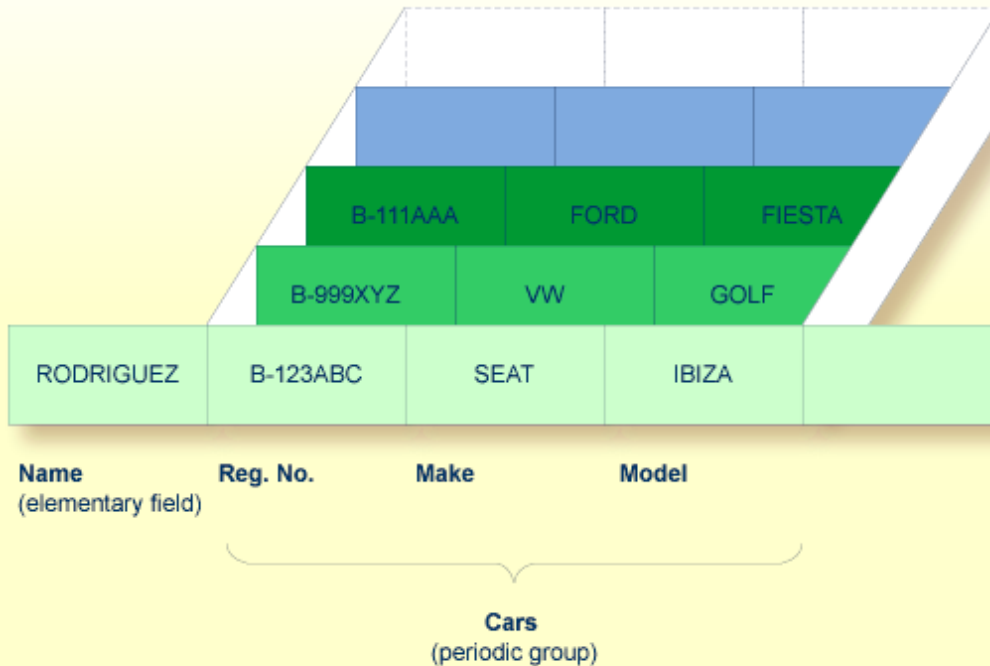 B-111AAA FORD FIESTA
B-999XYZ VW GOLF
RODRIGUEZ B-123ABC SEAT IBIZA
Name Reg. No. Make Model
(elementary field)
Cars
(periodic group)